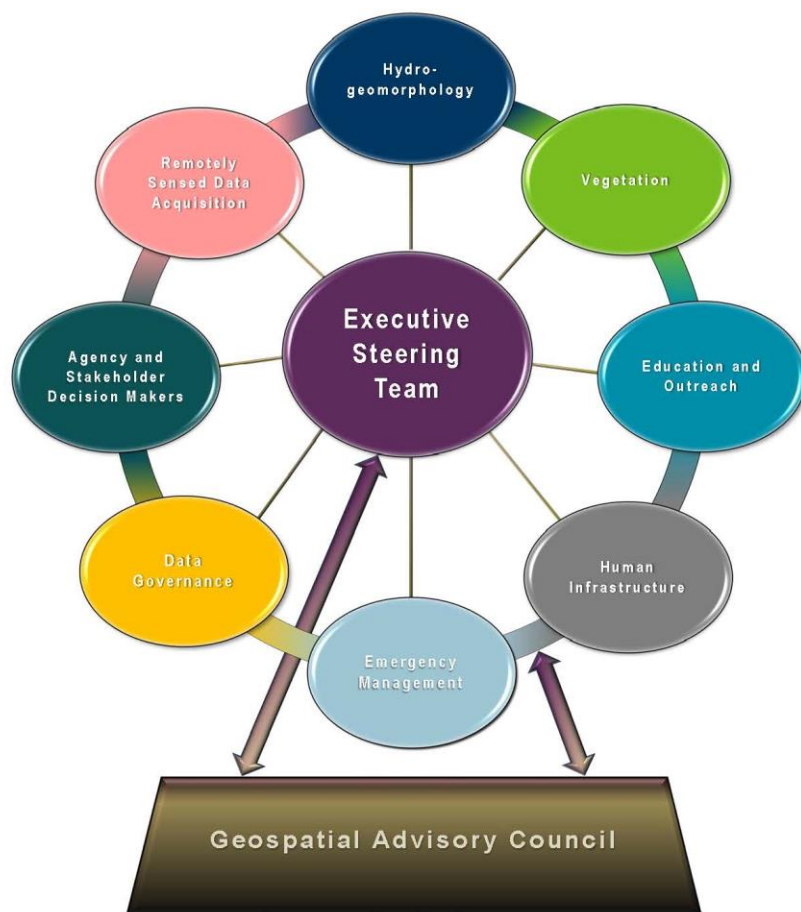 Hydro-
geomorphology
Remotely
Sensed Data
Acquisition
Vegetation
Executive
Steering
Team
Agency and
Stakeholder
Decision Makers
Education and
Outreach
Data
Governance
Human
Infrastructure
Emergency
Management
Geospatial Advisory Council